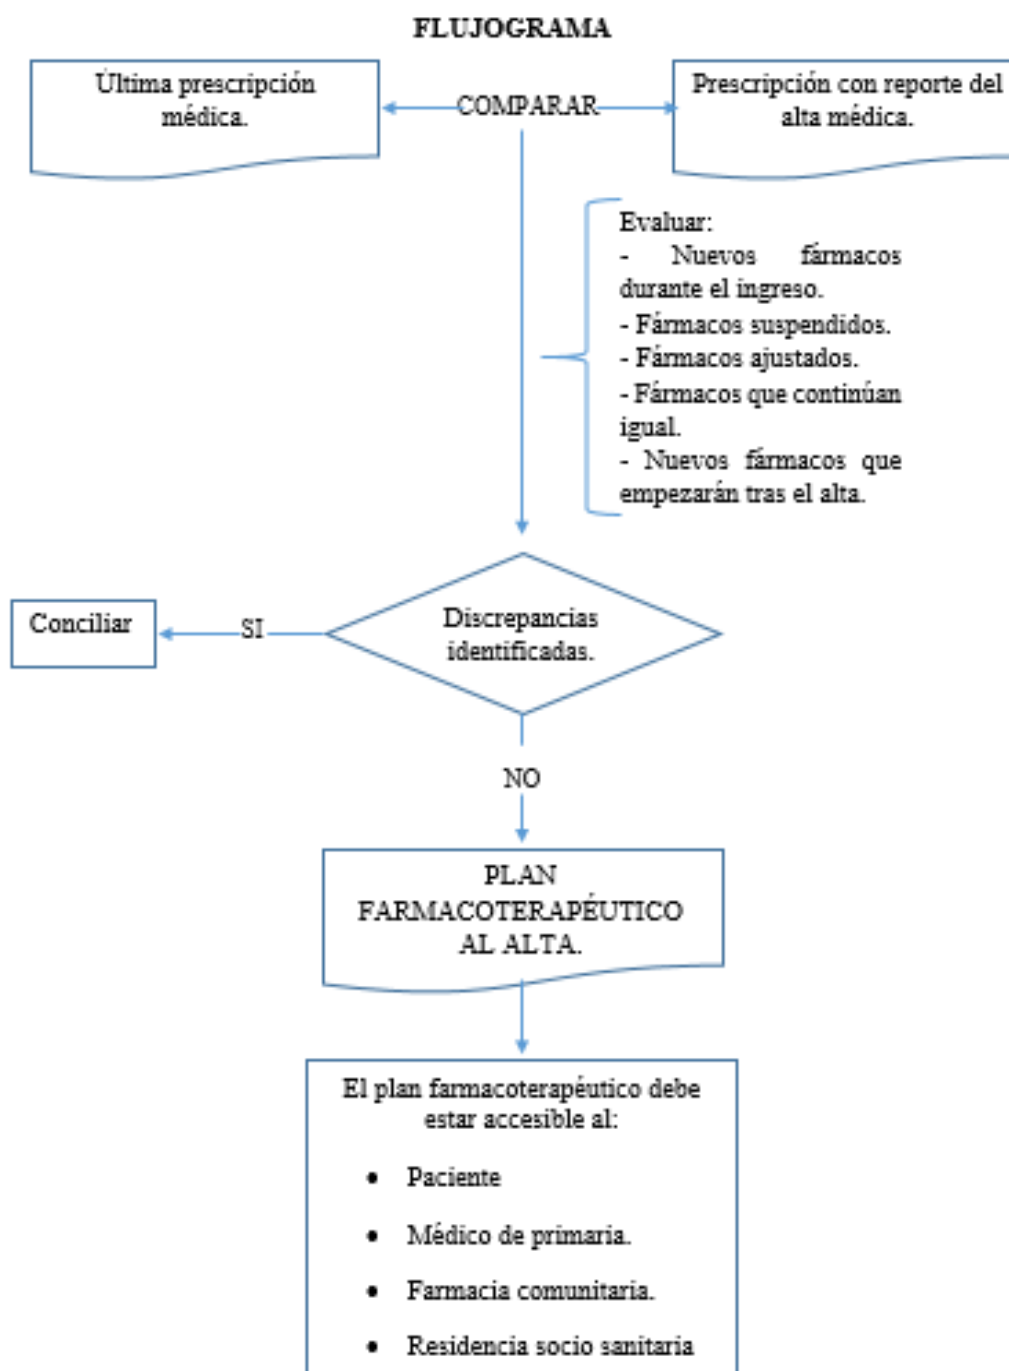 FLUJOGRAMA
Última prescripción
médica.
COMPARAR
Prescripción con reporte del
alta médica.
Evaluar:
- Nuevos fármacos
durante el ingreso.
- Fármacos suspendidos.
- Fármacos ajustados.
- Fármacos que continúan
igual.
- Nuevos fármacos que
empezarán tras el alta.
Discrepancias
identificadas.
SI
Conciliar
NO
PLAN
FARMACOTERAPÉUTICO
AL ALTA.
El plan farmacoterapéutico debe
estar accesible al:
• Paciente
• Médico de primaria.
• Farmacia comunitaria.
• Residencia socio sanitaria